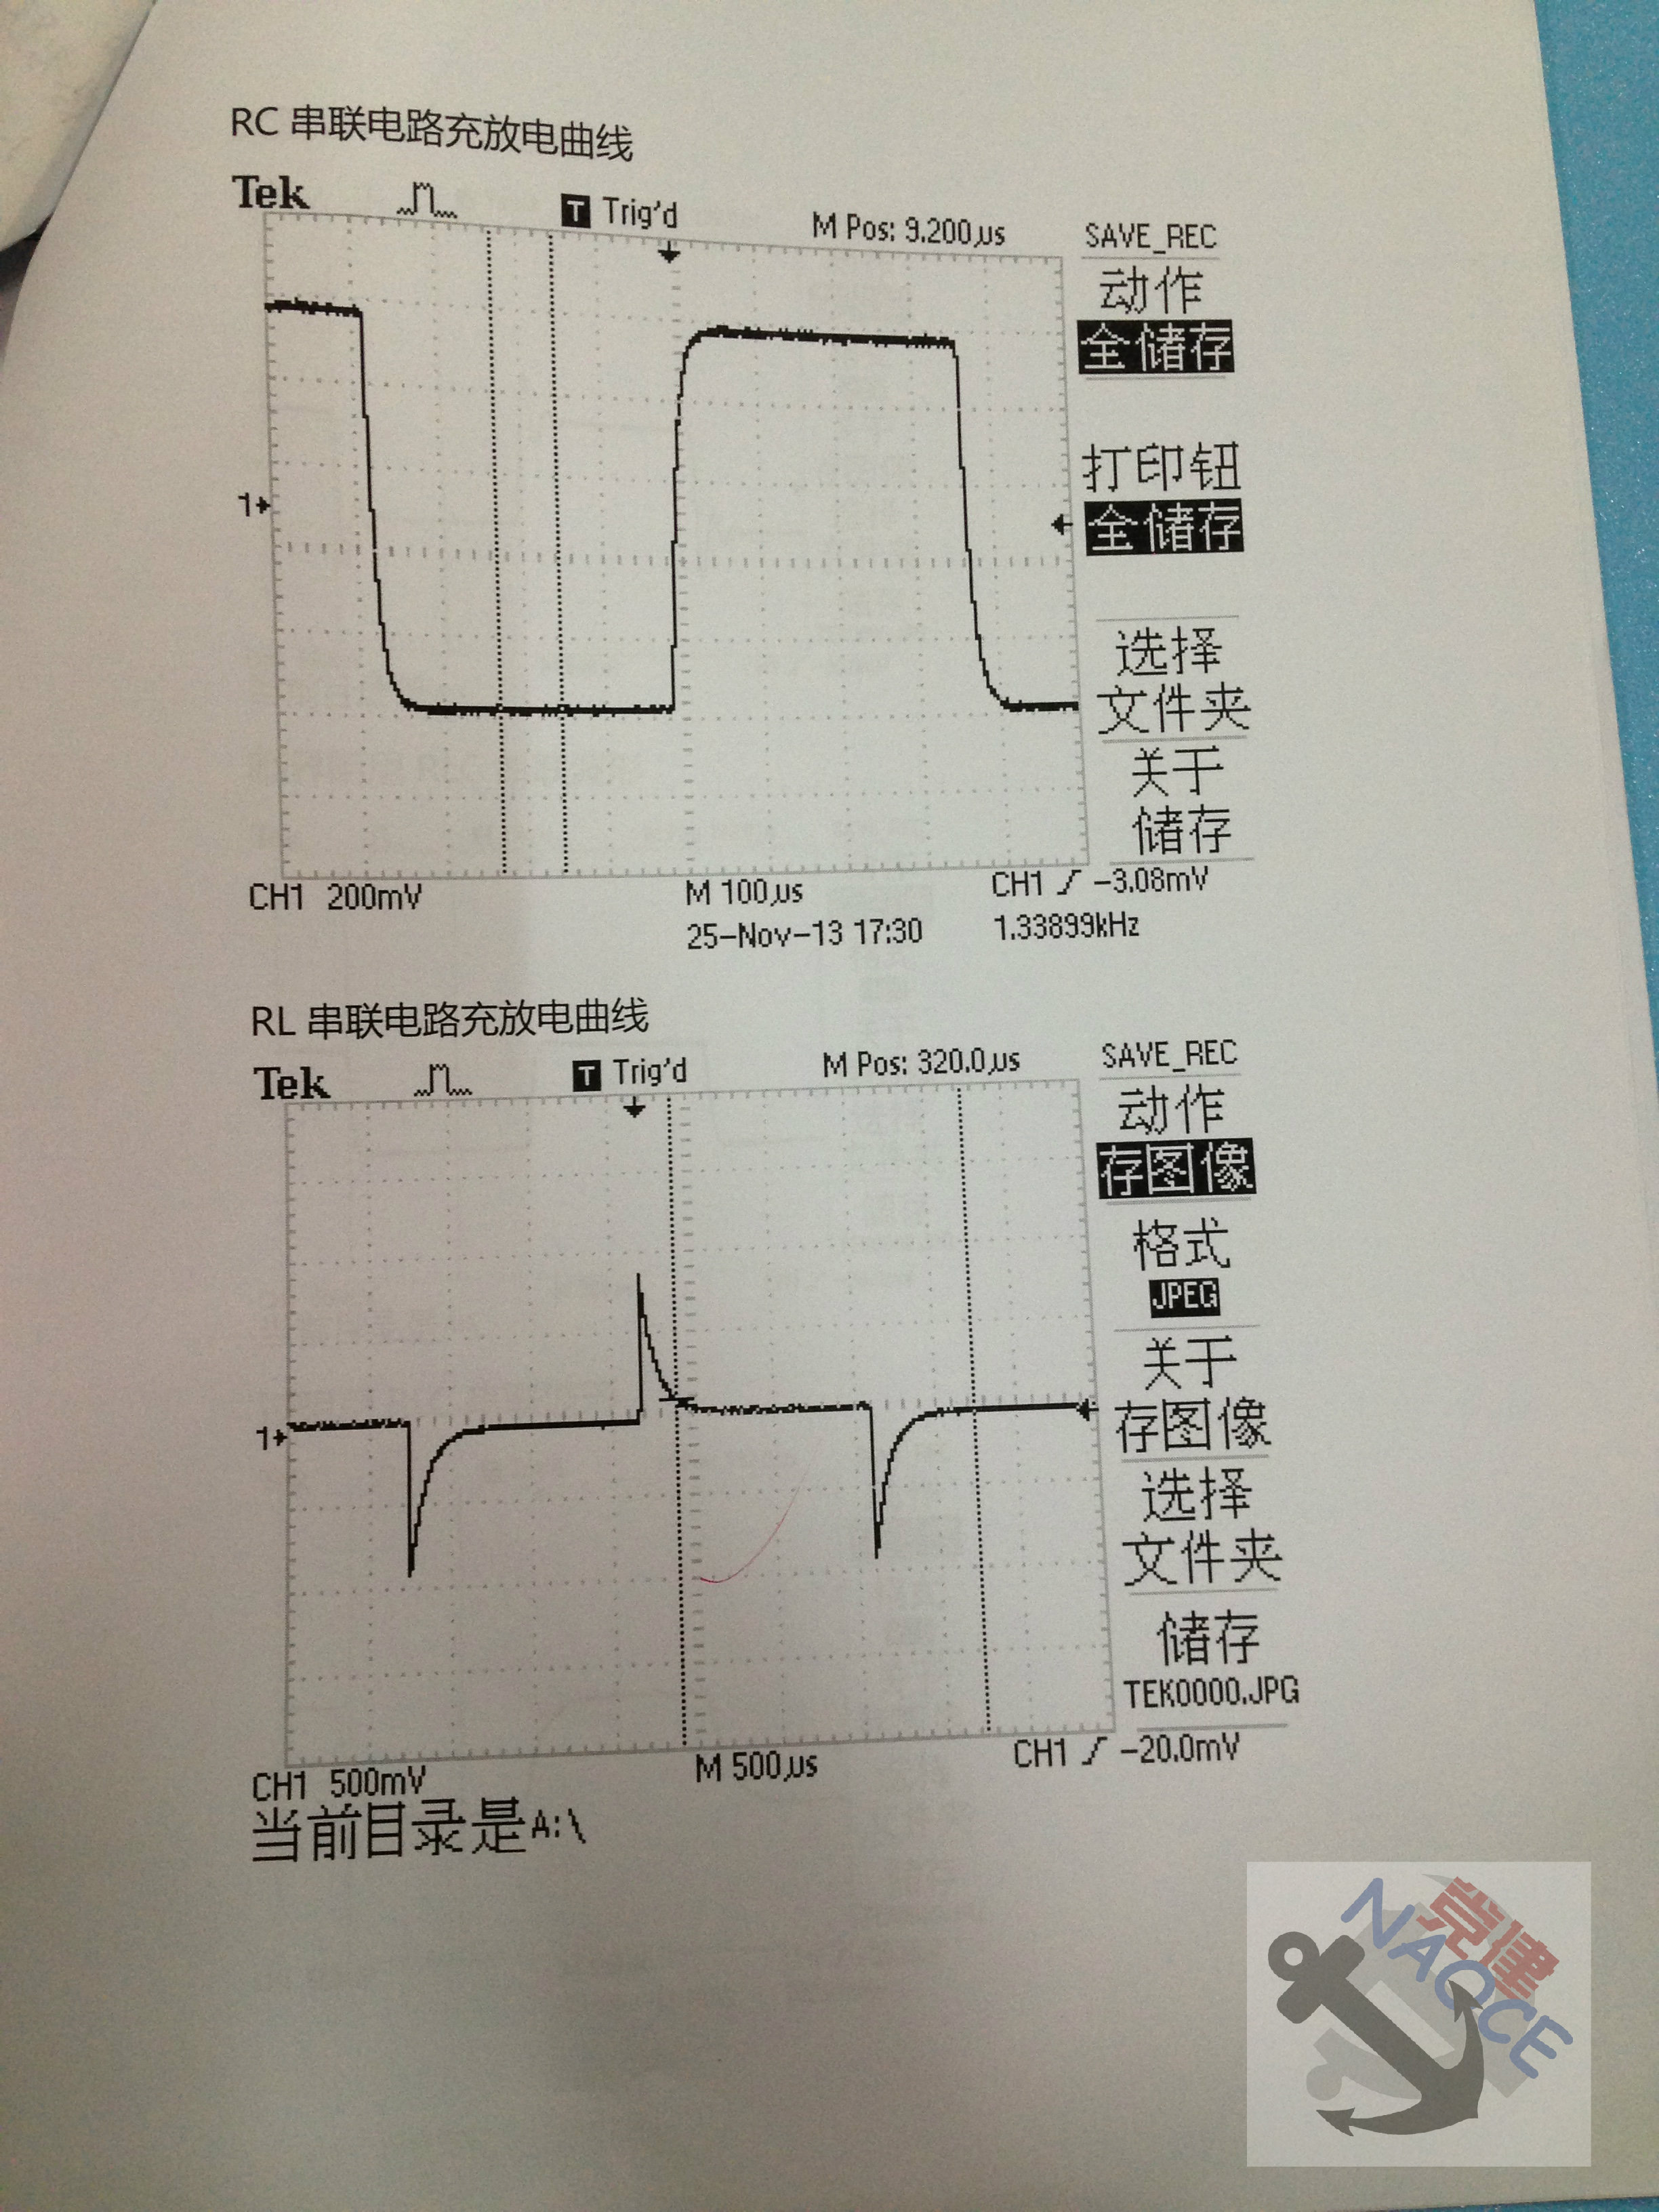 RC 串联电路充放电曲线
Tek T Trig'd M Pos: 9.200µs SAVE_REC
动作
全储存
打印钮
全储存
1
选择
文件夹
关于
储存
CH1 200mV M 100µs CH1 -3.08mV
25-Nov-13 17:30 1.33899kHz
RL 串联电路充放电曲线
Tek T Trig'd M Pos: 320.0µs SAVE_REC
动作
存图像
格式
JPEG
关于
存图像
1
选择
文件夹
储存
TEK0000.JPG
CH1 500mV M 500µs CH1 -20.0mV
当前目录是A:\
党建
NAOCE